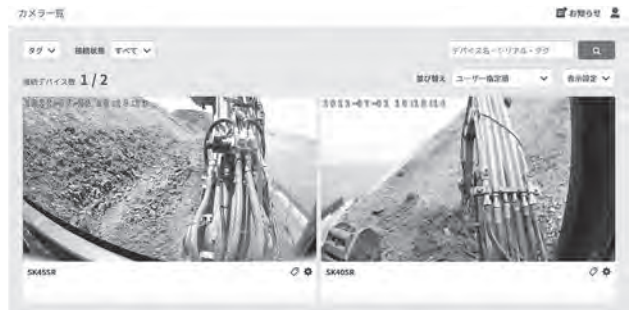 カメラ一覧
お知らせ
タグ
接続状態 すべて
デバイス名・シリアル・タグ
接続デバイス数 1 / 2
並び替え ユーザー指定順
表示設定
SK45SR
SK40SR